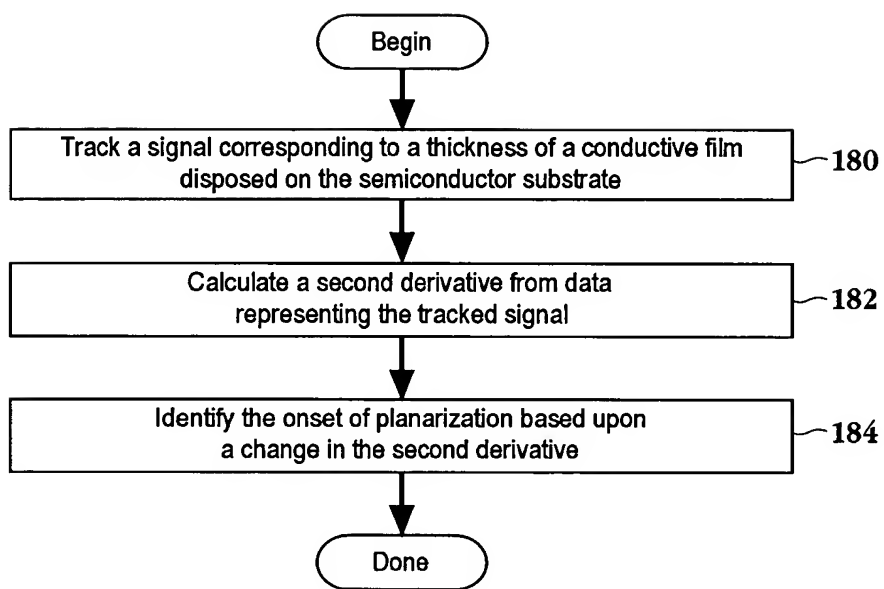 Begin
Track a signal corresponding to a thickness of a conductive film
disposed on the semiconductor substrate
180
Calculate a second derivative from data
representing the tracked signal
182
Identify the onset of planarization based upon
a change in the second derivative
184
Done